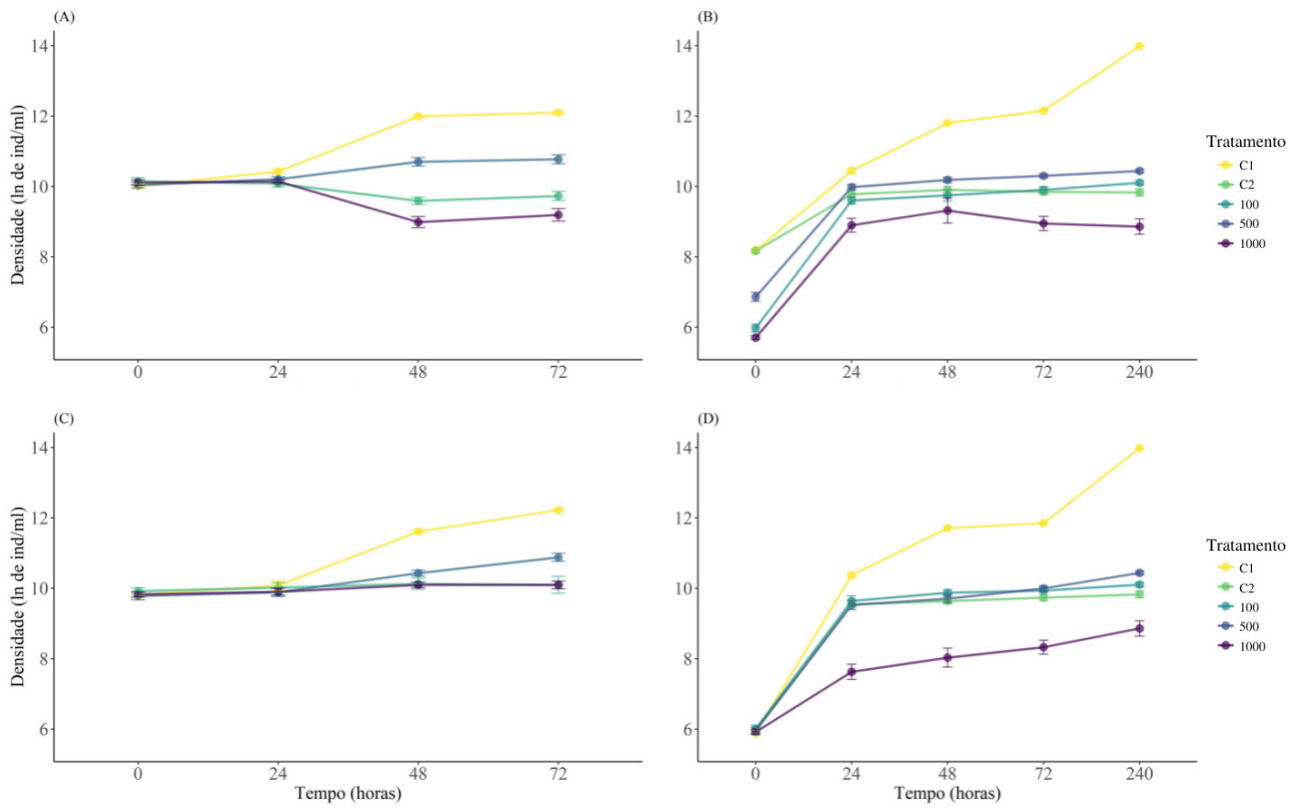 (A)
(B)
Densidade (ln de ind/ml)
14
12
10
8
6
0 24 48 72
14
12
10
8
6
0 24 48 72 240
Tratamento
C1
C2
100
500
1000
(C)
(D)
Densidade (ln de ind/ml)
14
12
10
8
6
0 24 48 72
Tempo (horas)
14
12
10
8
6
0 24 48 72 240
Tempo (horas)
Tratamento
C1
C2
100
500
1000